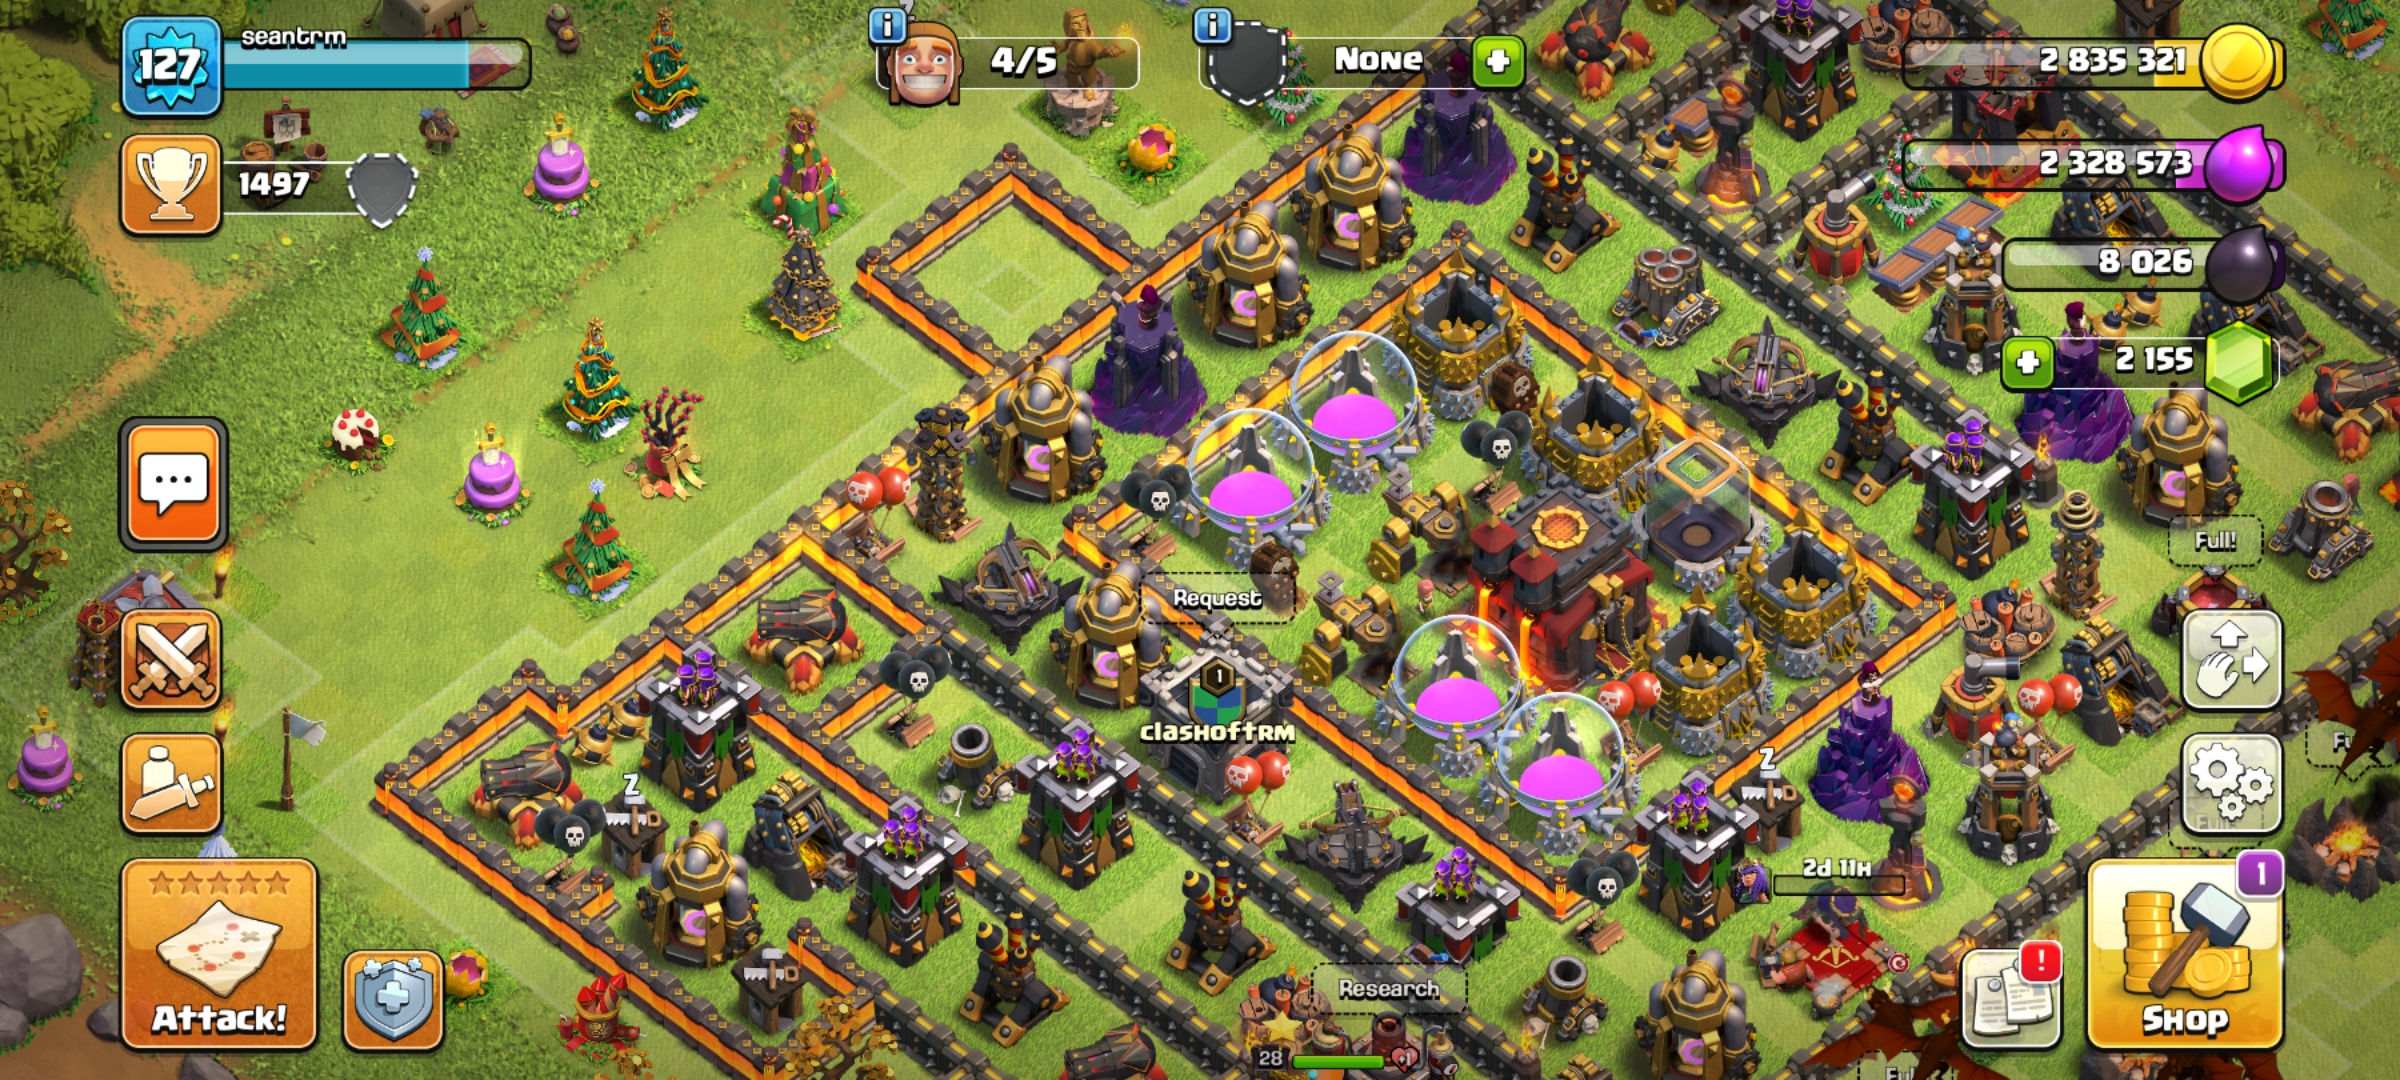 seantrm
127
4/5
None
2 835 321
1497
2 328 573
8 026
2 155
Full!
Request
1
clashoftRM
Z
Z
2d 11H
1
Research
!
Attack!
28
+1
Shop